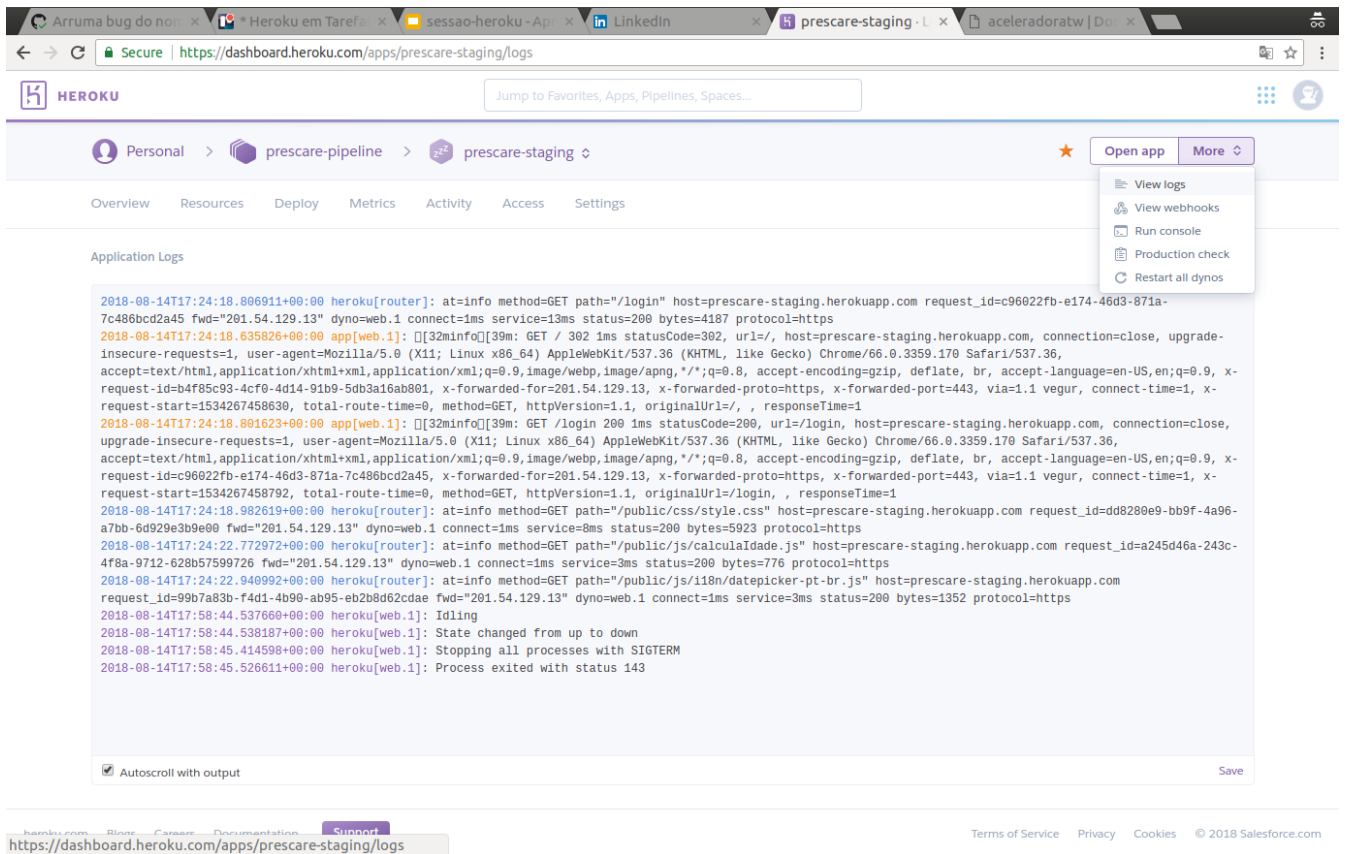 Arruma bug do nom
* Heroku em Taref
sessao-heroku - Ap
LinkedIn
prescare-staging · L
aceleradoratw | Do
Secure | https://dashboard.heroku.com/apps/prescare-staging/logs
HEROKU
Jump to Favorites, Apps, Pipelines, Spaces...
Personal > prescare-pipeline > prescare-staging
Open app
More
View logs
View webhooks
Run console
Production check
Restart all dynos
Overview Resources Deploy Metrics Activity Access Settings
Application Logs
2018-08-14T17:24:18.806911+00:00 heroku[router]: at=info method=GET path="/login" host=prescare-staging.herokuapp.com request_id=c96022fb-e174-46d3-871a-
7c486bcd2a45 fwd="201.54.129.13" dyno=web.1 connect=1ms service=13ms status=200 bytes=4187 protocol=https
2018-08-14T17:24:18.635826+00:00 app[web.1]: [32minfo[39m: GET / 302 1ms statusCode=302, url=/, host=prescare-staging.herokuapp.com, connection=close, upgrade-
insecure-requests=1, user-agent=Mozilla/5.0 (X11; Linux x86_64) AppleWebKit/537.36 (KHTML, like Gecko) Chrome/66.0.3359.170 Safari/537.36,
accept=text/html,application/xhtml+xml,application/xml;q=0.9,image/webp,image/apng,*/*;q=0.8, accept-encoding=gzip, deflate, br, accept-language=en-US,en;q=0.9, x-
request-id=b4f85c93-4cf0-4d14-91b9-5db3a16ab801, x-forwarded-for=201.54.129.13, x-forwarded-proto=https, x-forwarded-port=443, via=1.1 vegur, connect-time=1, x-
request-start=1534267458630, total-route-time=0, method=GET, httpVersion=1.1, originalUrl=/, , responseTime=1
2018-08-14T17:24:18.801623+00:00 app[web.1]: [32minfo[39m: GET /login 200 1ms statusCode=200, url=/login, host=prescare-staging.herokuapp.com, connection=close,
upgrade-insecure-requests=1, user-agent=Mozilla/5.0 (X11; Linux x86_64) AppleWebKit/537.36 (KHTML, like Gecko) Chrome/66.0.3359.170 Safari/537.36,
accept=text/html,application/xhtml+xml,application/xml;q=0.9,image/webp,image/apng,*/*;q=0.8, accept-encoding=gzip, deflate, br, accept-language=en-US,en;q=0.9, x-
request-id=c96022fb-e174-46d3-871a-7c486bcd2a45, x-forwarded-for=201.54.129.13, x-forwarded-proto=https, x-forwarded-port=443, via=1.1 vegur, connect-time=1, x-
request-start=1534267458792, total-route-time=0, method=GET, httpVersion=1.1, originalUrl=/login, , responseTime=1
2018-08-14T17:24:18.982619+00:00 heroku[router]: at=info method=GET path="/public/css/style.css" host=prescare-staging.herokuapp.com request_id=dd8280e9-bb9f-4a96-
a7bb-6d929e3b9e00 fwd="201.54.129.13" dyno=web.1 connect=1ms service=8ms status=200 bytes=5923 protocol=https
2018-08-14T17:24:22.772972+00:00 heroku[router]: at=info method=GET path="/public/js/calculaIdade.js" host=prescare-staging.herokuapp.com request_id=a245d46a-243c-
4f8a-9712-628b57599726 fwd="201.54.129.13" dyno=web.1 connect=1ms service=3ms status=200 bytes=776 protocol=https
2018-08-14T17:24:22.940992+00:00 heroku[router]: at=info method=GET path="/public/js/i18n/datepicker-pt-br.js" host=prescare-staging.herokuapp.com
request_id=99b7a83b-f4d1-4b90-ab95-eb2b8d62cdae fwd="201.54.129.13" dyno=web.1 connect=1ms service=3ms status=200 bytes=1352 protocol=https
2018-08-14T17:58:44.537660+00:00 heroku[web.1]: Idling
2018-08-14T17:58:44.538187+00:00 heroku[web.1]: State changed from up to down
2018-08-14T17:58:45.414598+00:00 heroku[web.1]: Stopping all processes with SIGTERM
2018-08-14T17:58:45.526611+00:00 heroku[web.1]: Process exited with status 143
Autoscroll with output
Save
heroku.com Blogs Careers Documentation Support
Terms of Service Privacy Cookies © 2018 Salesforce.com
https://dashboard.heroku.com/apps/prescare-staging/logs